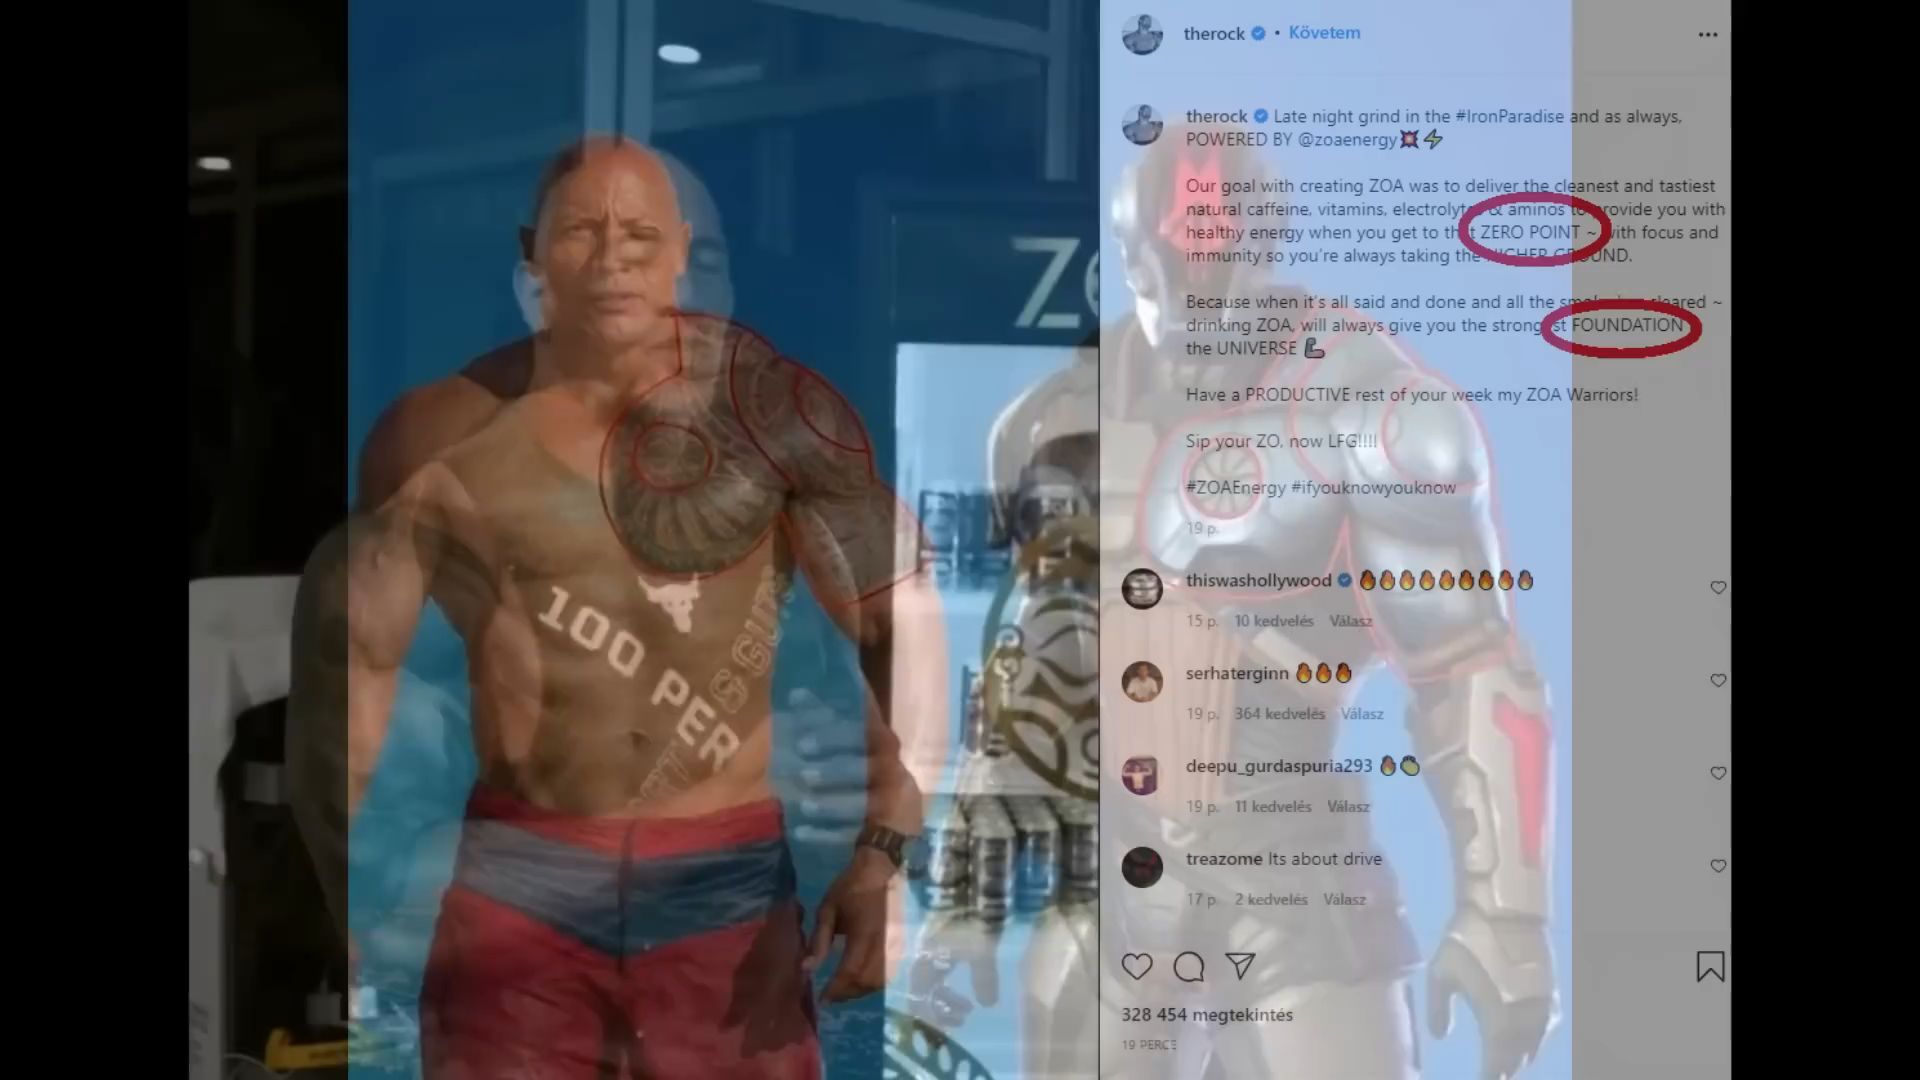 therock • Követem
therock Late night grind in the #IronParadise and as always,
POWERED BY @zoaenergy💥⚡
Our goal with creating ZOA was to deliver the cleanest and tastiest
natural caffeine, vitamins, electrolytes & aminos to provide you with
healthy energy when you get to that ZERO POINT ~ with focus and
immunity so you're always taking the HIGHER GROUND.
Because when it's all said and done and all the smoke has cleared ~
drinking ZOA, will always give you the strongest FOUNDATION
the UNIVERSE 💪
Have a PRODUCTIVE rest of your week my ZOA Warriors!
Sip your ZO, now LFG!!!!
#ZOAEnergy #ifyouknowyouknow
19 p.
thiswashollywood 🔥🔥🔥🔥🔥🔥🔥🔥🔥
15 p. 10 kedvelés Válasz
serhaterginn 🔥🔥🔥
19 p. 364 kedvelés Válasz
deepu_gurdaspuria293 🔥👏
19 p. 11 kedvelés Válasz
treazome Its about drive
17 p. 2 kedvelés Válasz
328 454 megtekintés
19 PERCE
ZO
100 PER
& GUTS